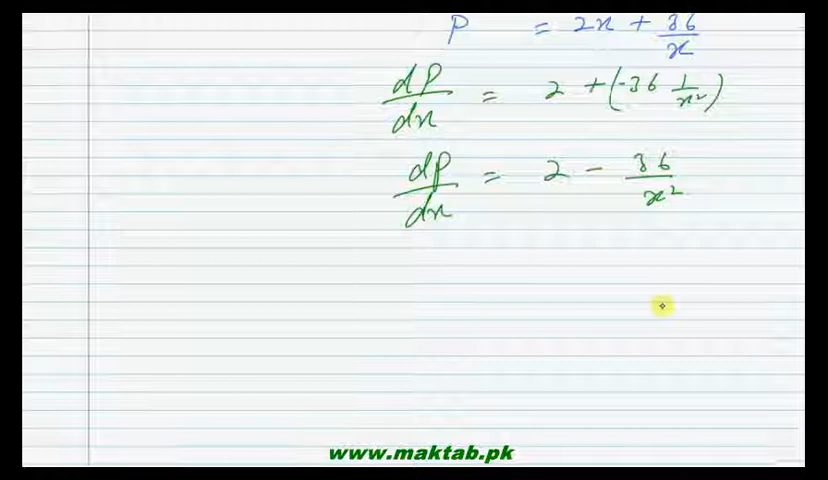 P = 2x + 36/x
dP/dx = 2 + (-36 1/x²)
dP/dx = 2 - 36/x²
www.maktab.pk